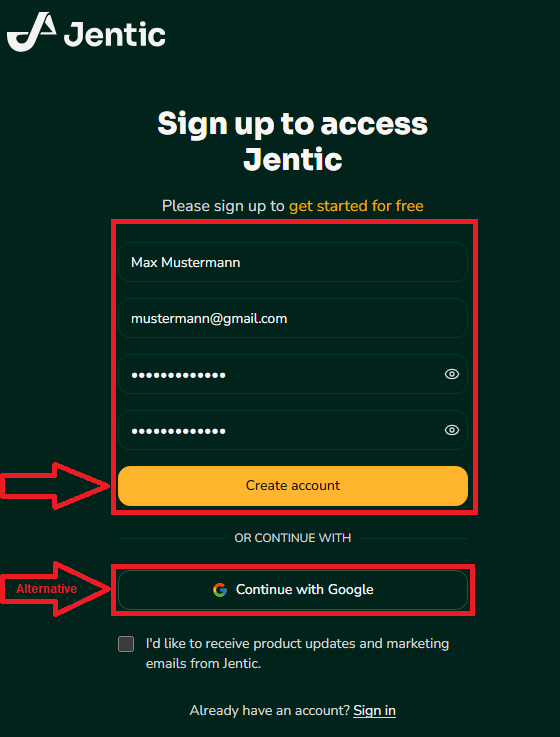 Jentic
Sign up to access
Jentic
Please sign up to get started for free
Max Mustermann
mustermann@gmail.com
•••••••••••••
•••••••••••••
Create account
OR CONTINUE WITH
Alternative
Continue with Google
I'd like to receive product updates and marketing
emails from Jentic.
Already have an account? Sign in